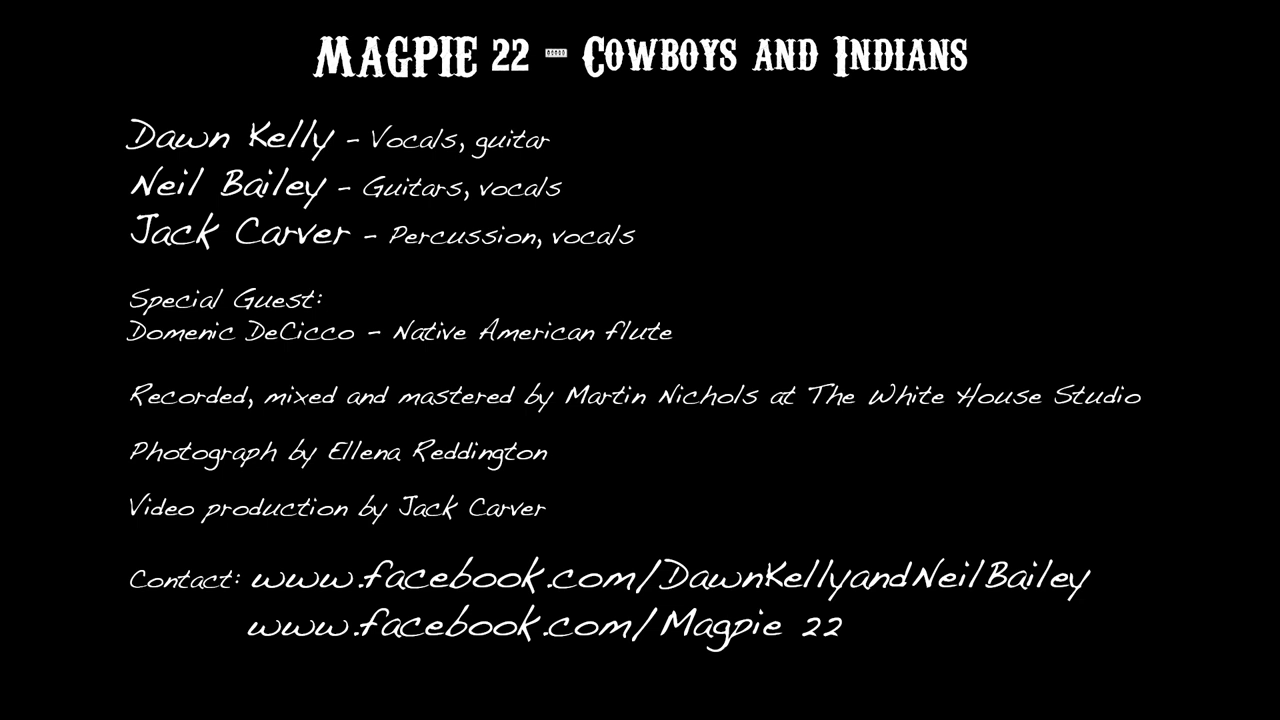 MAGPIE 22 - Cowboys and Indians
Dawn Kelly - Vocals, guitar
Neil Bailey - Guitars, vocals
Jack Carver - Percussion, vocals
Special Guest:
Domenic DeCicco - Native American flute
Recorded, mixed and mastered by Martin Nichols at The White House Studio
Photograph by Ellena Reddington
Video production by Jack Carver
Contact: www.facebook.com/DawnKellyandNeilBailey
www.facebook.com/Magpie 22